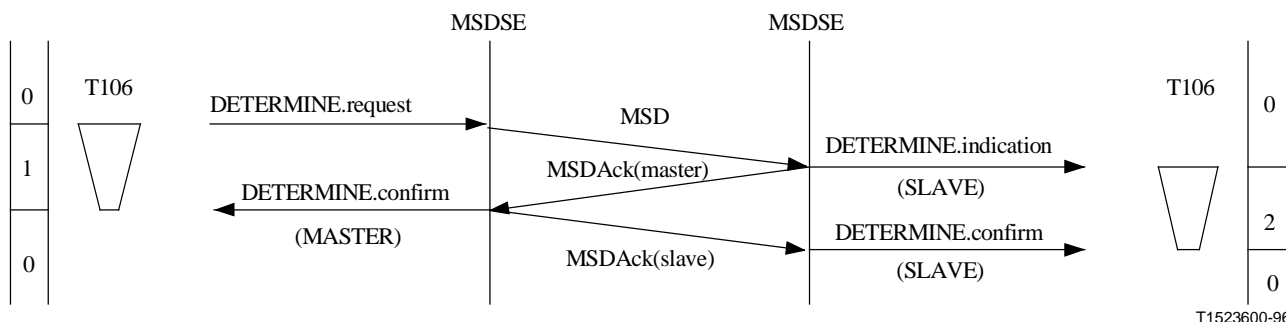 MSDSE MSDSE
T106 T106
0 0
DETERMINE.request
MSD
DETERMINE.indication
1 MSDAck(master)
DETERMINE.confirm (SLAVE)
(MASTER) DETERMINE.confirm 2
MSDAck(slave)
0 (SLAVE)
0
T1523600-96